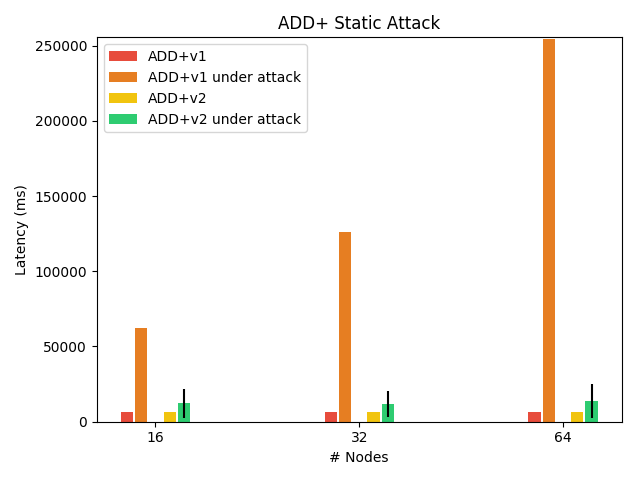 ADD+ Static Attack
250000
200000
150000
100000
50000
0
Latency (ms)
ADD+v1
ADD+v1 under attack
ADD+v2
ADD+v2 under attack
16
32
64
# Nodes